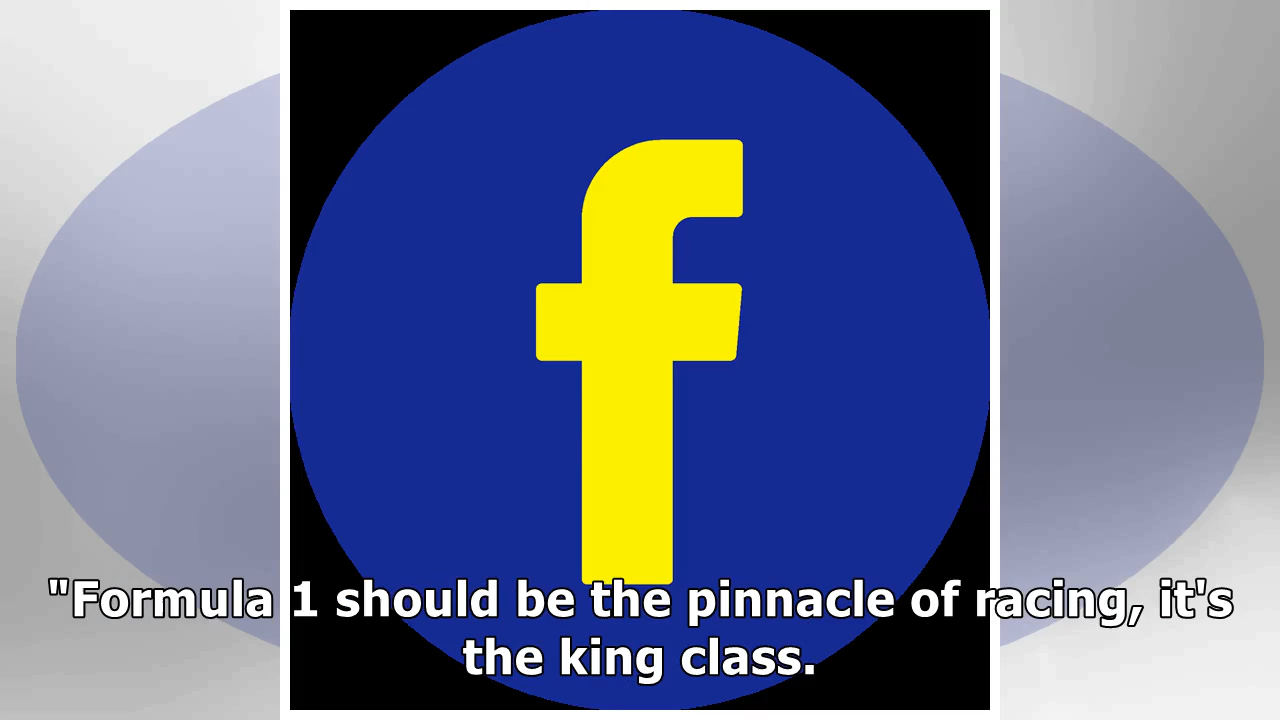 f
"Formula 1 should be the pinnacle of racing, it's
the king class.